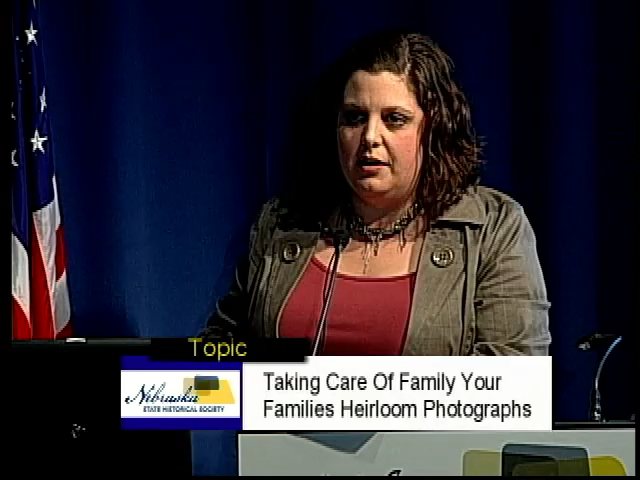 Topic
Nebraska
STATE HISTORICAL SOCIETY
Taking Care Of Family Your
Families Heirloom Photographs